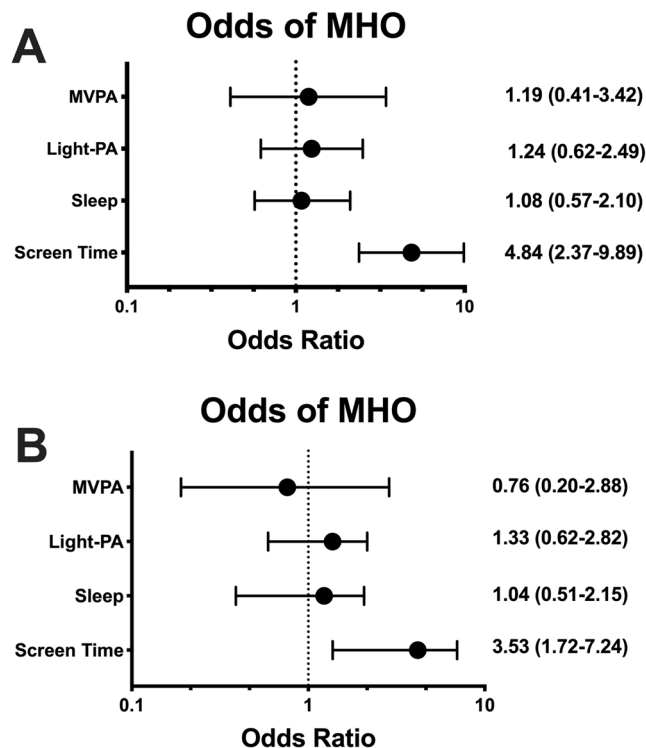 A
Odds of MHO
MVPA 1.19 (0.41-3.42)
Light-PA 1.24 (0.62-2.49)
Sleep 1.08 (0.57-2.10)
Screen Time 4.84 (2.37-9.89)
0.1 1 10
Odds Ratio
B
Odds of MHO
MVPA 0.76 (0.20-2.88)
Light-PA 1.33 (0.62-2.82)
Sleep 1.04 (0.51-2.15)
Screen Time 3.53 (1.72-7.24)
0.1 1 10
Odds Ratio